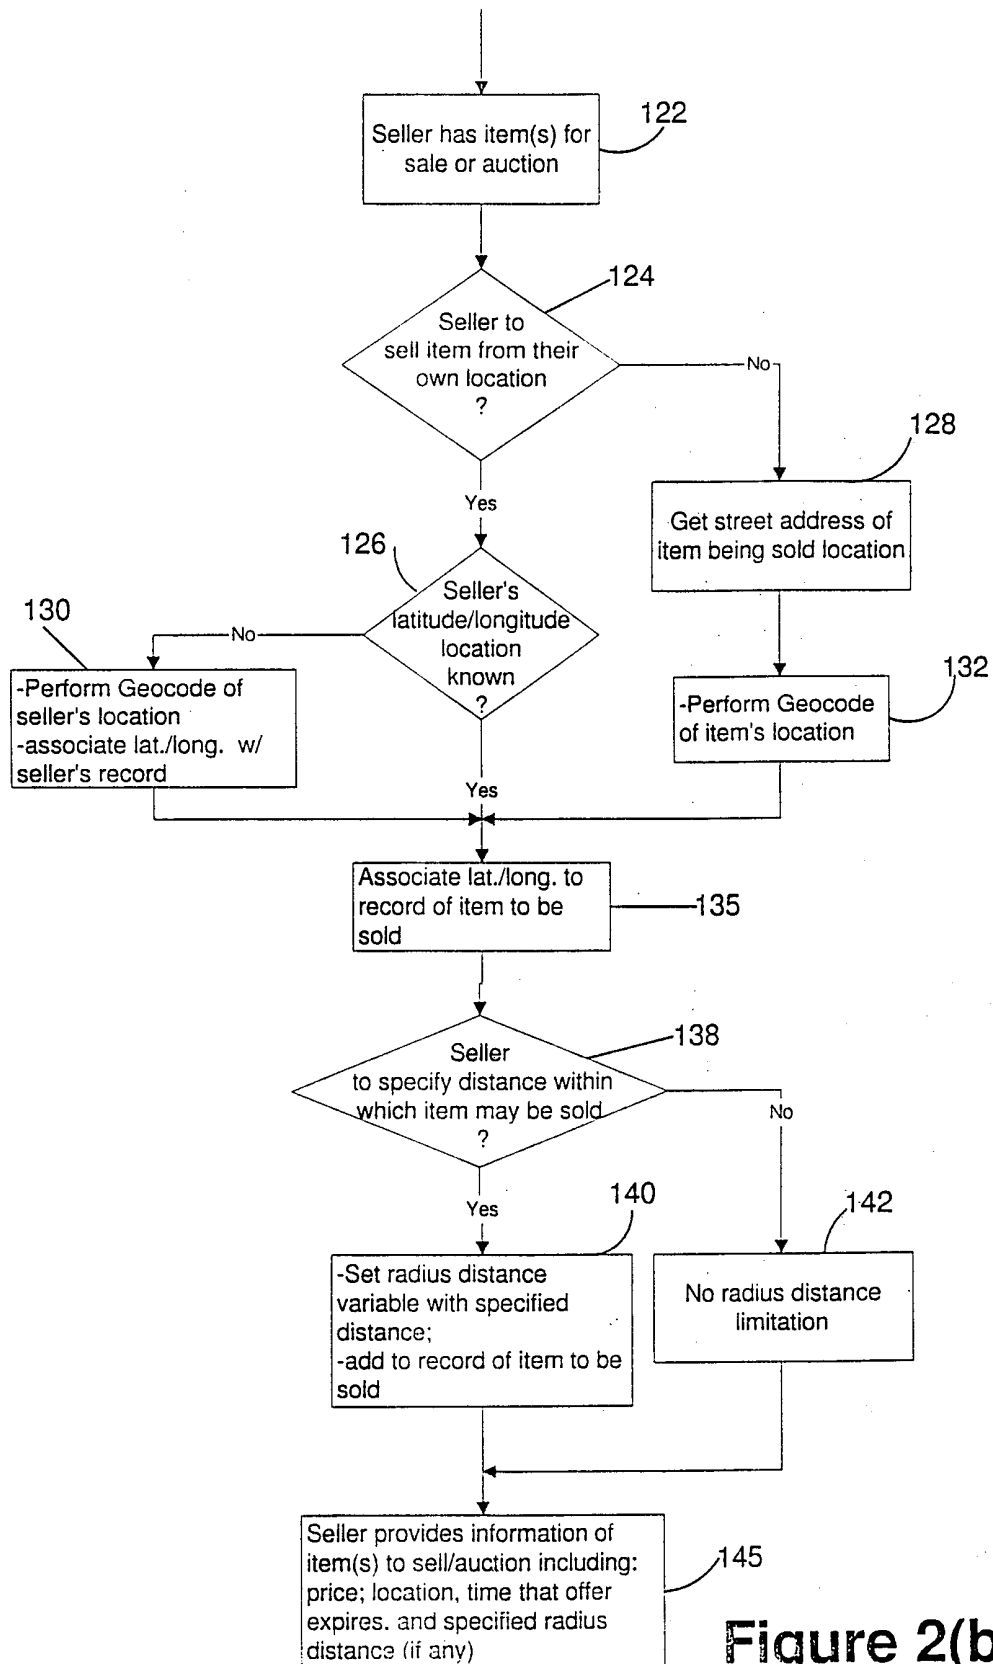 122
Seller has item(s) for
sale or auction
124
Seller to
sell item from their
own location
?
No
Yes
128
Get street address of
item being sold location
126
Seller's
latitude/longitude
location
known
?
No
Yes
130
-Perform Geocode of
seller's location
-associate lat./long. w/
seller's record
132
-Perform Geocode
of item's location
Associate lat./long. to
record of item to be
sold
135
138
Seller
to specify distance within
which item may be sold
?
No
Yes
140
-Set radius distance
variable with specified
distance;
-add to record of item to be
sold
142
No radius distance
limitation
Seller provides information of
item(s) to sell/auction including:
price; location, time that offer
expires. and specified radius
distance (if any)
145
Figure 2(b